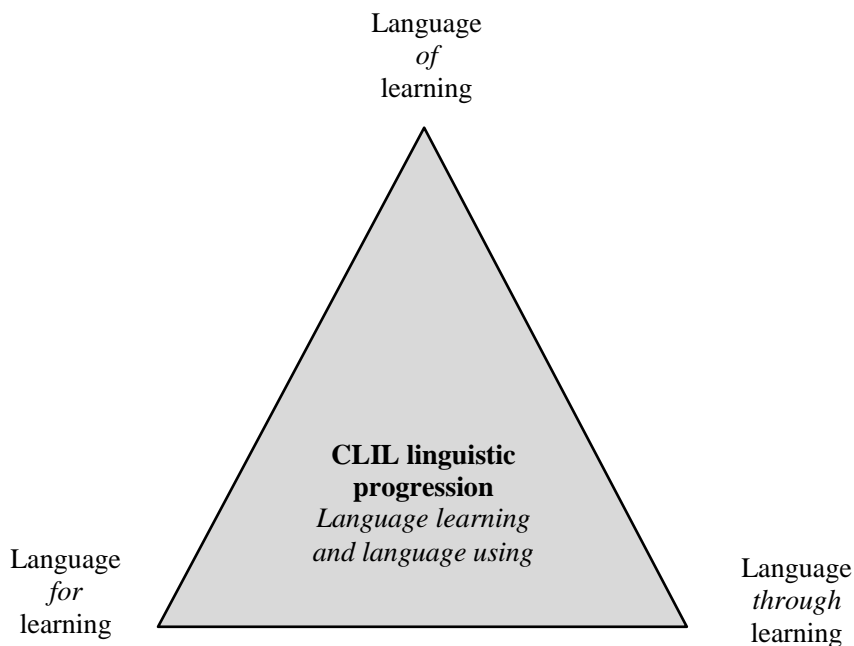 Language
of
learning
CLIL linguistic
progression
Language learning
and language using
Language
for
learning
Language
through
learning